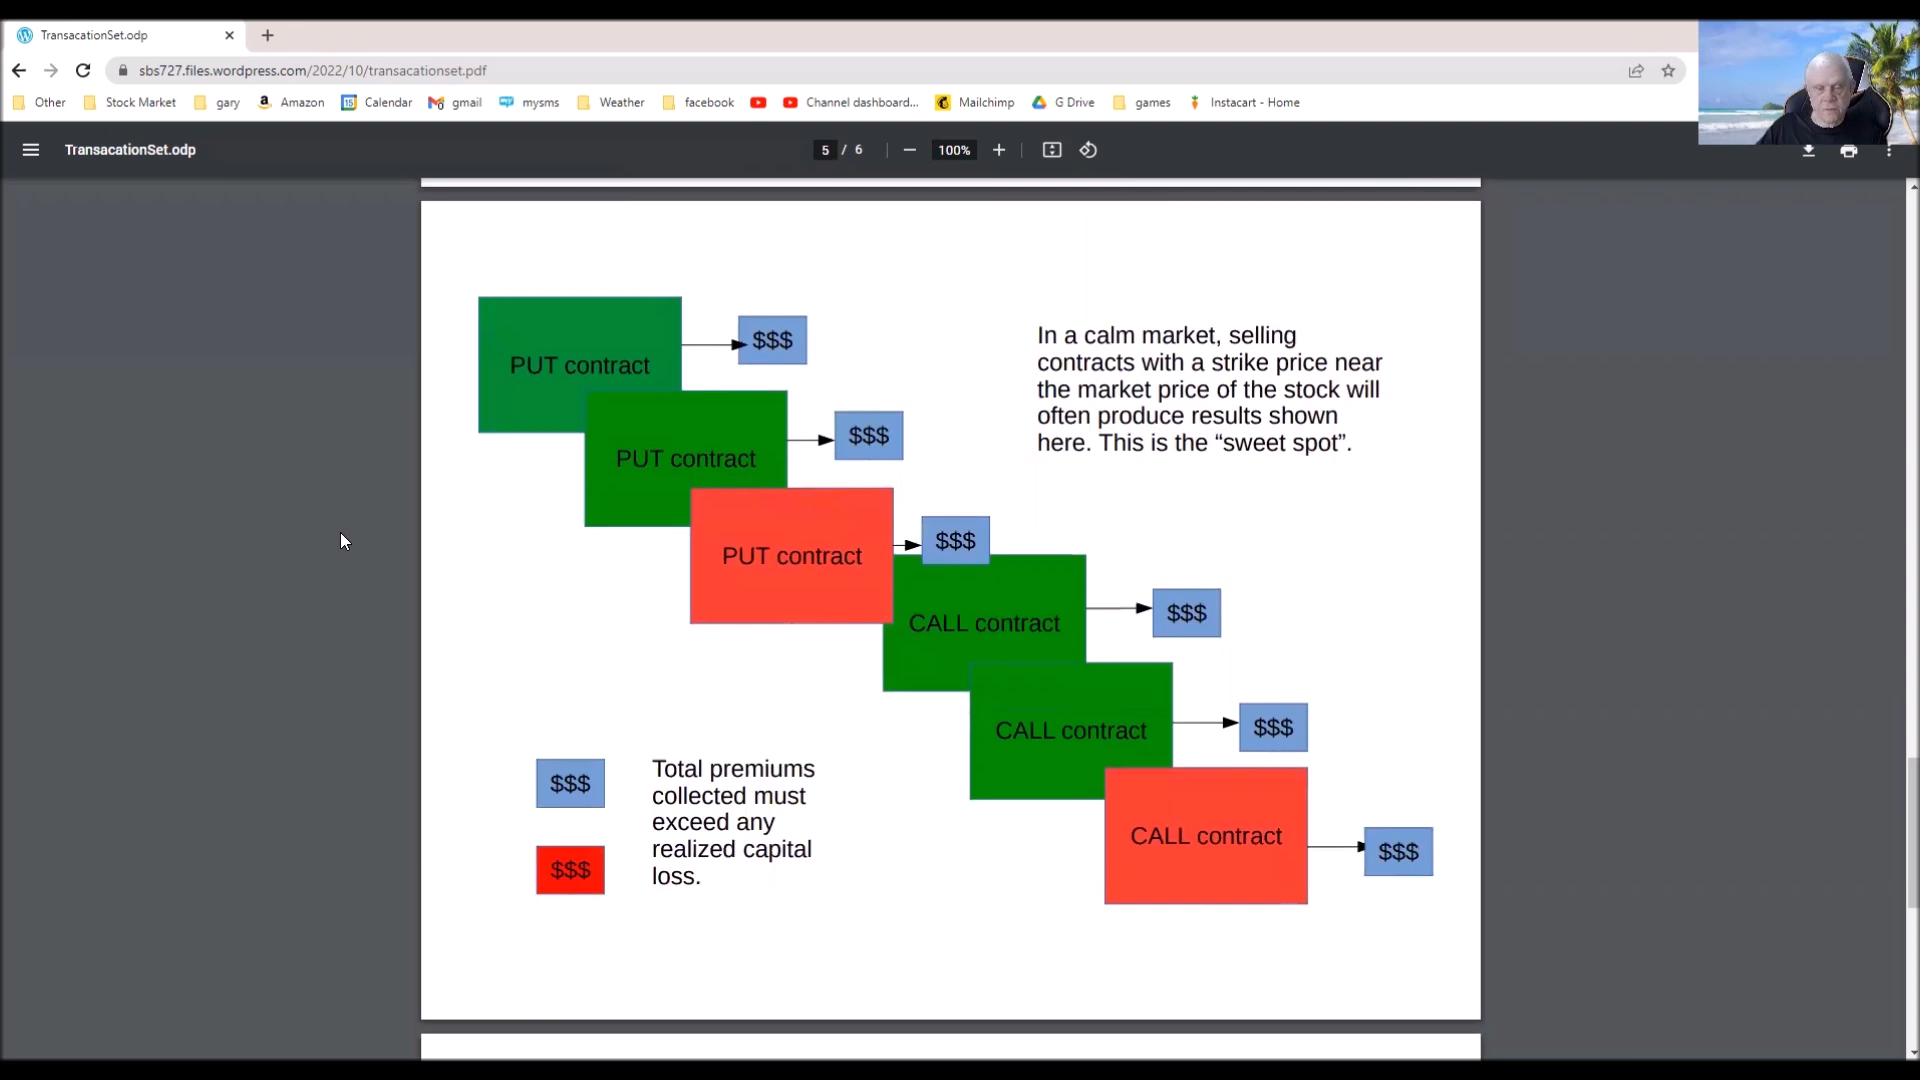 TransacationSet.odp
sbs727.files.wordpress.com/2022/10/transacationset.pdf
Other
Stock Market
gary
Amazon
15
Calendar
gmail
mysms
Weather
facebook
Channel dashboard...
Mailchimp
G Drive
games
Instacart - Home
TransacationSet.odp
5 / 6
100%
PUT contract
$$$
In a calm market, selling
contracts with a strike price near
the market price of the stock will
often produce results shown
here. This is the “sweet spot”.
PUT contract
$$$
PUT contract
$$$
CALL contract
$$$
CALL contract
$$$
CALL contract
$$$
$$$
$$$
Total premiums
collected must
exceed any
realized capital
loss.